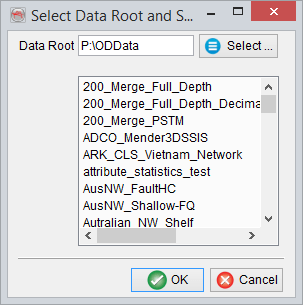 Select Data Root and S...
Data Root P:\ODData Select ...
200_Merge_Full_Depth
200_Merge_Full_Depth_Decima
200_Merge_PSTM
ADCO_Mender3DSSIS
ARK_CLS_Vietnam_Network
attribute_statistics_test
AusNW_FaultHC
AusNW_Shallow-FQ
Autralian_NW_Shelf
OK Cancel